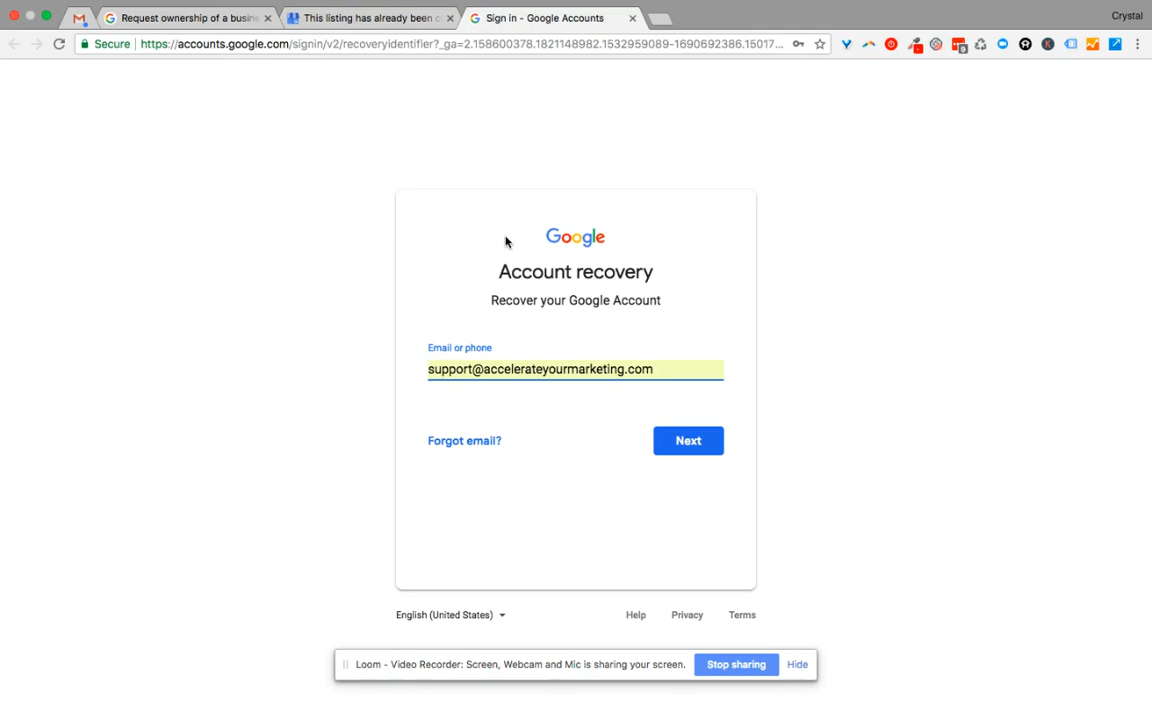 Request ownership of a busine
This listing has already been c
Sign in - Google Accounts
Crystal
Secure
https://accounts.google.com/signin/v2/recoveryidentifier?_ga=2.158600378.1821148982.1532959089-1690692386.15017...
Google
Account recovery
Recover your Google Account
Email or phone
support@accelerateyourmarketing.com
Forgot email?
Next
English (United States)
Help
Privacy
Terms
Loom - Video Recorder: Screen, Webcam and Mic is sharing your screen.
Stop sharing
Hide